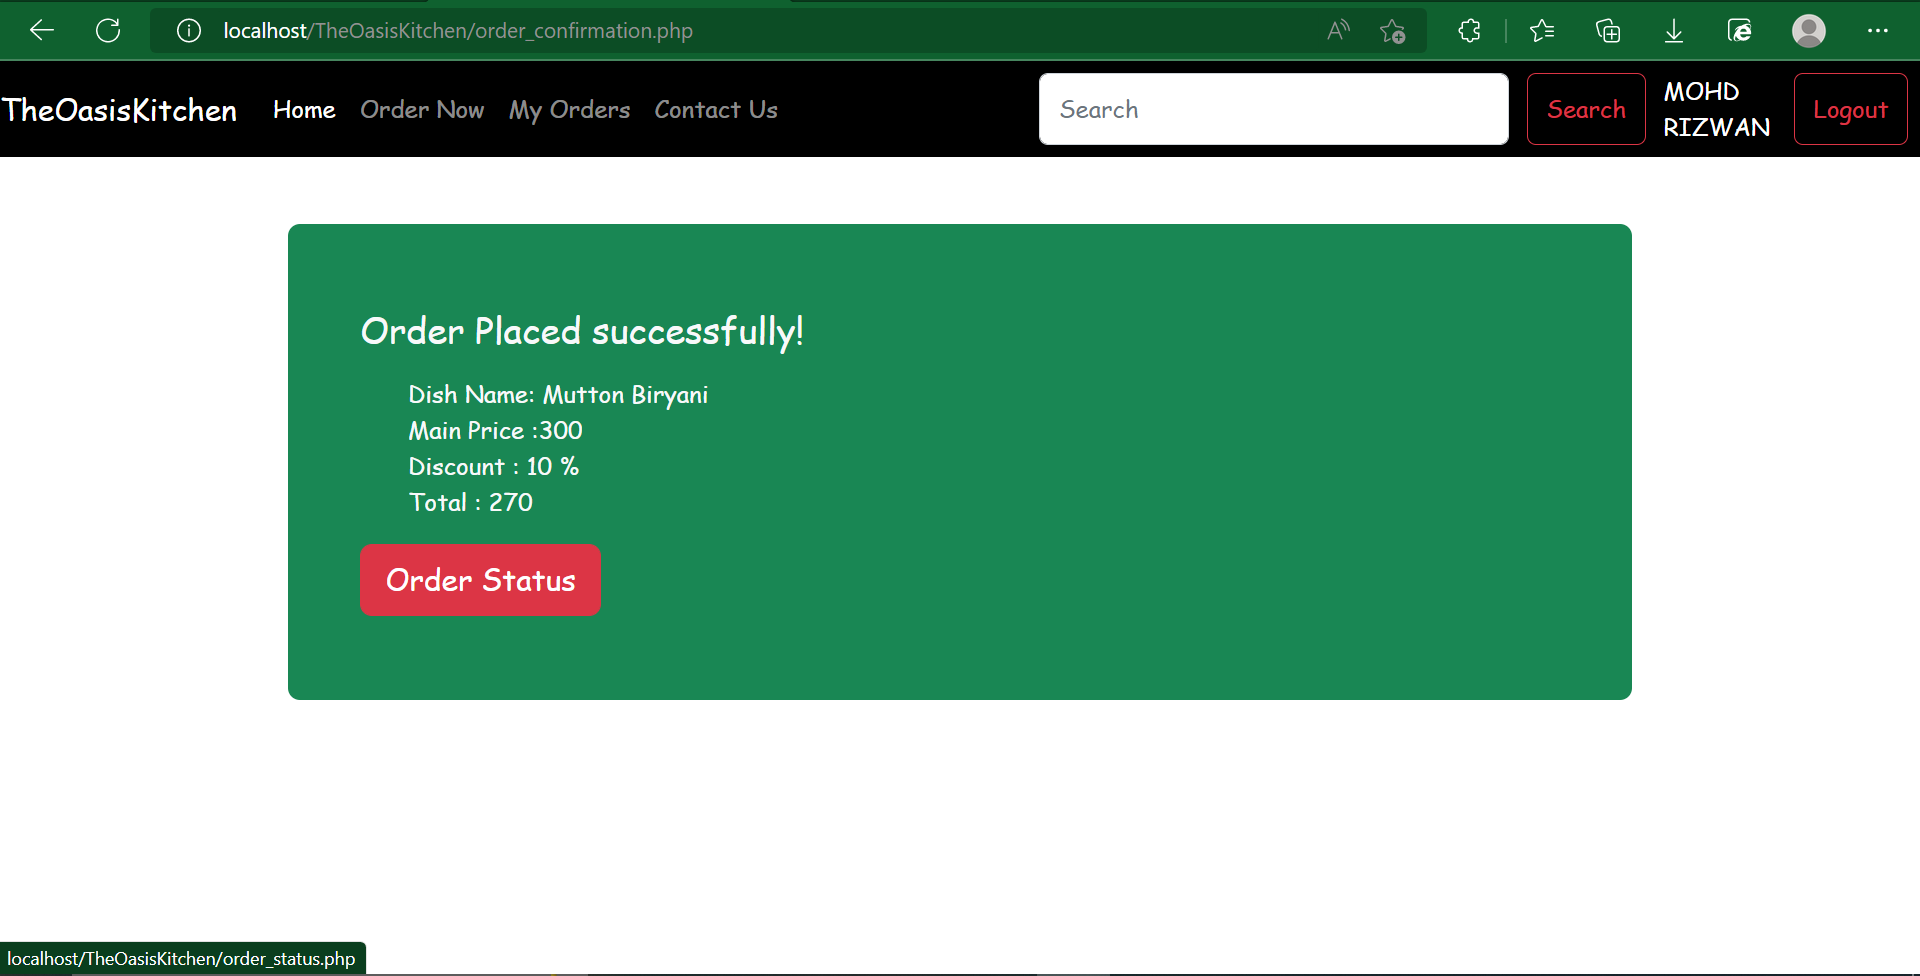 localhost/TheOasisKitchen/order_confirmation.php
TheOasisKitchen Home Order Now My Orders Contact Us Search Search MOHD RIZWAN Logout
Order Placed successfully!
Dish Name: Mutton Biryani
Main Price :300
Discount : 10 %
Total : 270
Order Status
localhost/TheOasisKitchen/order_status.php